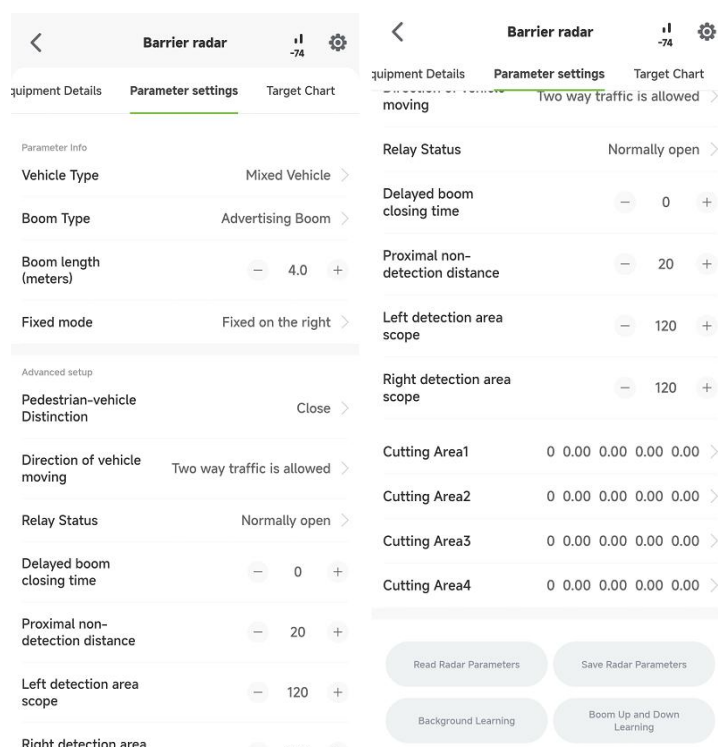 Barrier radar
-74
quipment Details
Parameter settings
Target Chart
Parameter Info
Vehicle Type
Mixed Vehicle
Boom Type
Advertising Boom
Boom length
(meters)
4.0
Fixed mode
Fixed on the right
Advanced setup
Pedestrian-vehicle
Distinction
Close
Direction of vehicle
moving
Two way traffic is allowed
Relay Status
Normally open
Delayed boom
closing time
0
Proximal non-
detection distance
20
Left detection area
scope
120
Right detection area
Barrier radar
-74
quipment Details
Parameter settings
Target Chart
Direction of vehicle
moving
Two way traffic is allowed
Relay Status
Normally open
Delayed boom
closing time
0
Proximal non-
detection distance
20
Left detection area
scope
120
Right detection area
scope
120
Cutting Area1
0 0.00 0.00 0.00 0.00
Cutting Area2
0 0.00 0.00 0.00 0.00
Cutting Area3
0 0.00 0.00 0.00 0.00
Cutting Area4
0 0.00 0.00 0.00 0.00
Read Radar Parameters
Save Radar Parameters
Background Learning
Boom Up and Down
Learning